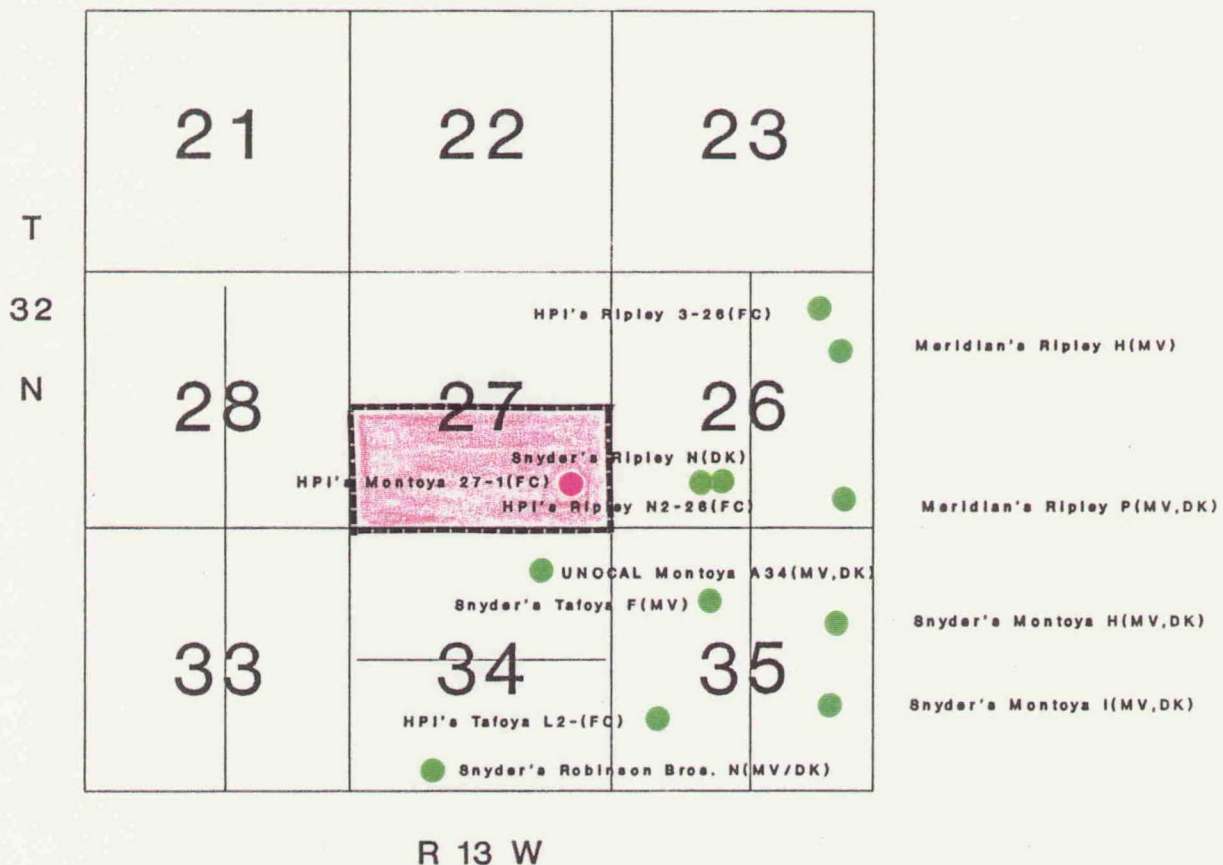 21
22
23
T
32
N
HPI's Ripley 3-26(FC)
Meridian's Ripley H(MV)
28
27
26
Snyder's Ripley N(DK)
HPI's Montoya 27-1(FC)
HPI's Ripley N2-26(FC)
Meridian's Ripley P(MV,DK)
UNOCAL Montoya A34(MV,DK)
Snyder's Tafoya F(MV)
Snyder's Montoya H(MV,DK)
33
34
35
HPI's Tafoya L2-(FC)
Snyder's Montoya I(MV,DK)
Snyder's Robinson Bros. N(MV/DK)
R 13 W